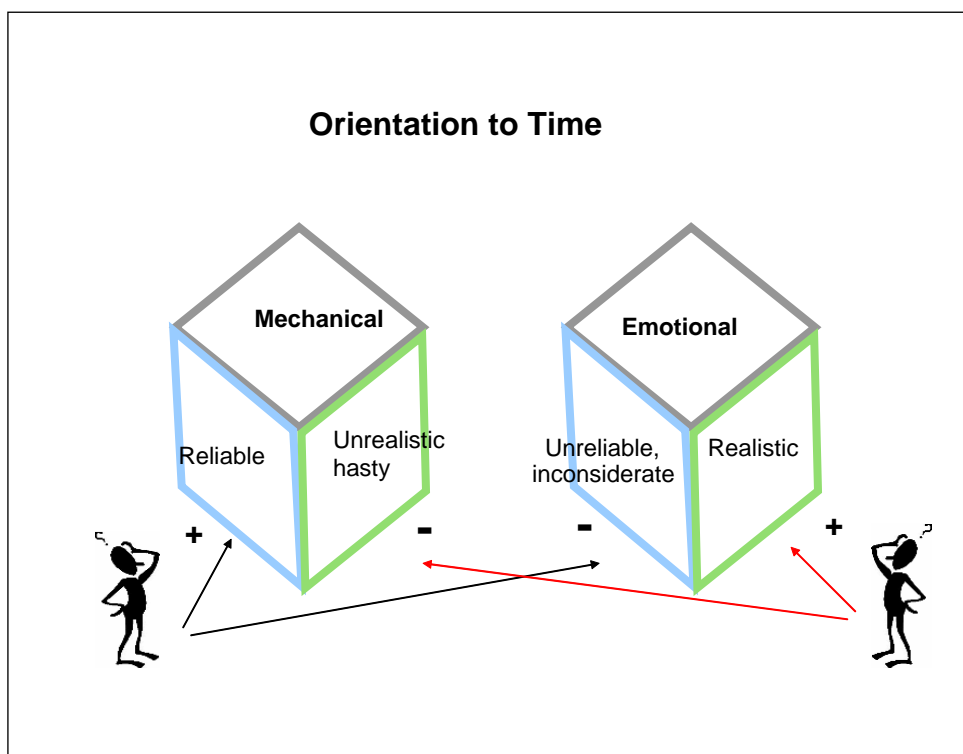 Orientation to Time
Mechanical
Emotional
Reliable
Unrealistic
hasty
Unreliable,
inconsiderate
Realistic
+
-
-
+